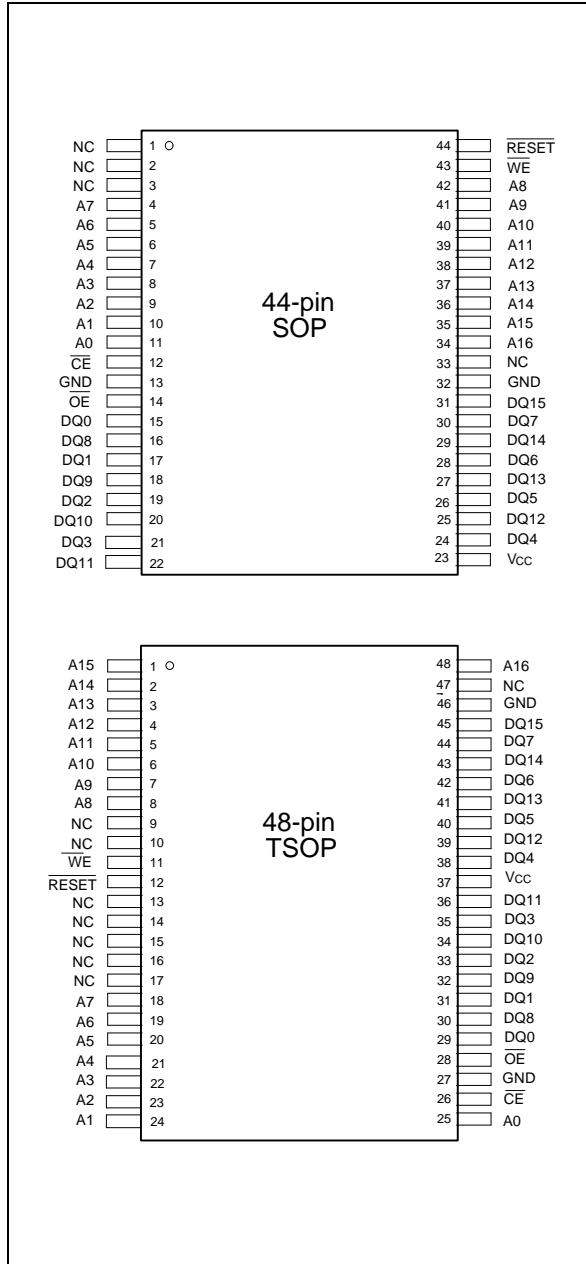 NC 1 44 RESET
NC 2 43 WE
NC 3 42 A8
A7 4 41 A9
A6 5 40 A10
A5 6 39 A11
A4 7 38 A12
A3 8 37 A13
A2 9 36 A14
A1 10 35 A15
A0 11 34 A16
CE 12 33 NC
GND 13 32 GND
OE 14 31 DQ15
DQ0 15 30 DQ7
DQ8 16 29 DQ14
DQ1 17 28 DQ6
DQ9 18 27 DQ13
DQ2 19 26 DQ5
DQ10 20 25 DQ12
DQ3 21 24 DQ4
DQ11 22 23 VCC
44-pin
SOP
A15 1 48 A16
A14 2 47 NC
A13 3 46 GND
A12 4 45 DQ15
A11 5 44 DQ7
A10 6 43 DQ14
A9 7 42 DQ6
A8 8 41 DQ13
NC 9 40 DQ5
NC 10 39 DQ12
WE 11 38 DQ4
RESET 12 37 VCC
NC 13 36 DQ11
NC 14 35 DQ3
NC 15 34 DQ10
NC 16 33 DQ2
NC 17 32 DQ9
A7 18 31 DQ1
A6 19 30 DQ8
A5 20 29 DQ0
A4 21 28 OE
A3 22 27 GND
A2 23 26 CE
A1 24 25 A0
48-pin
TSOP